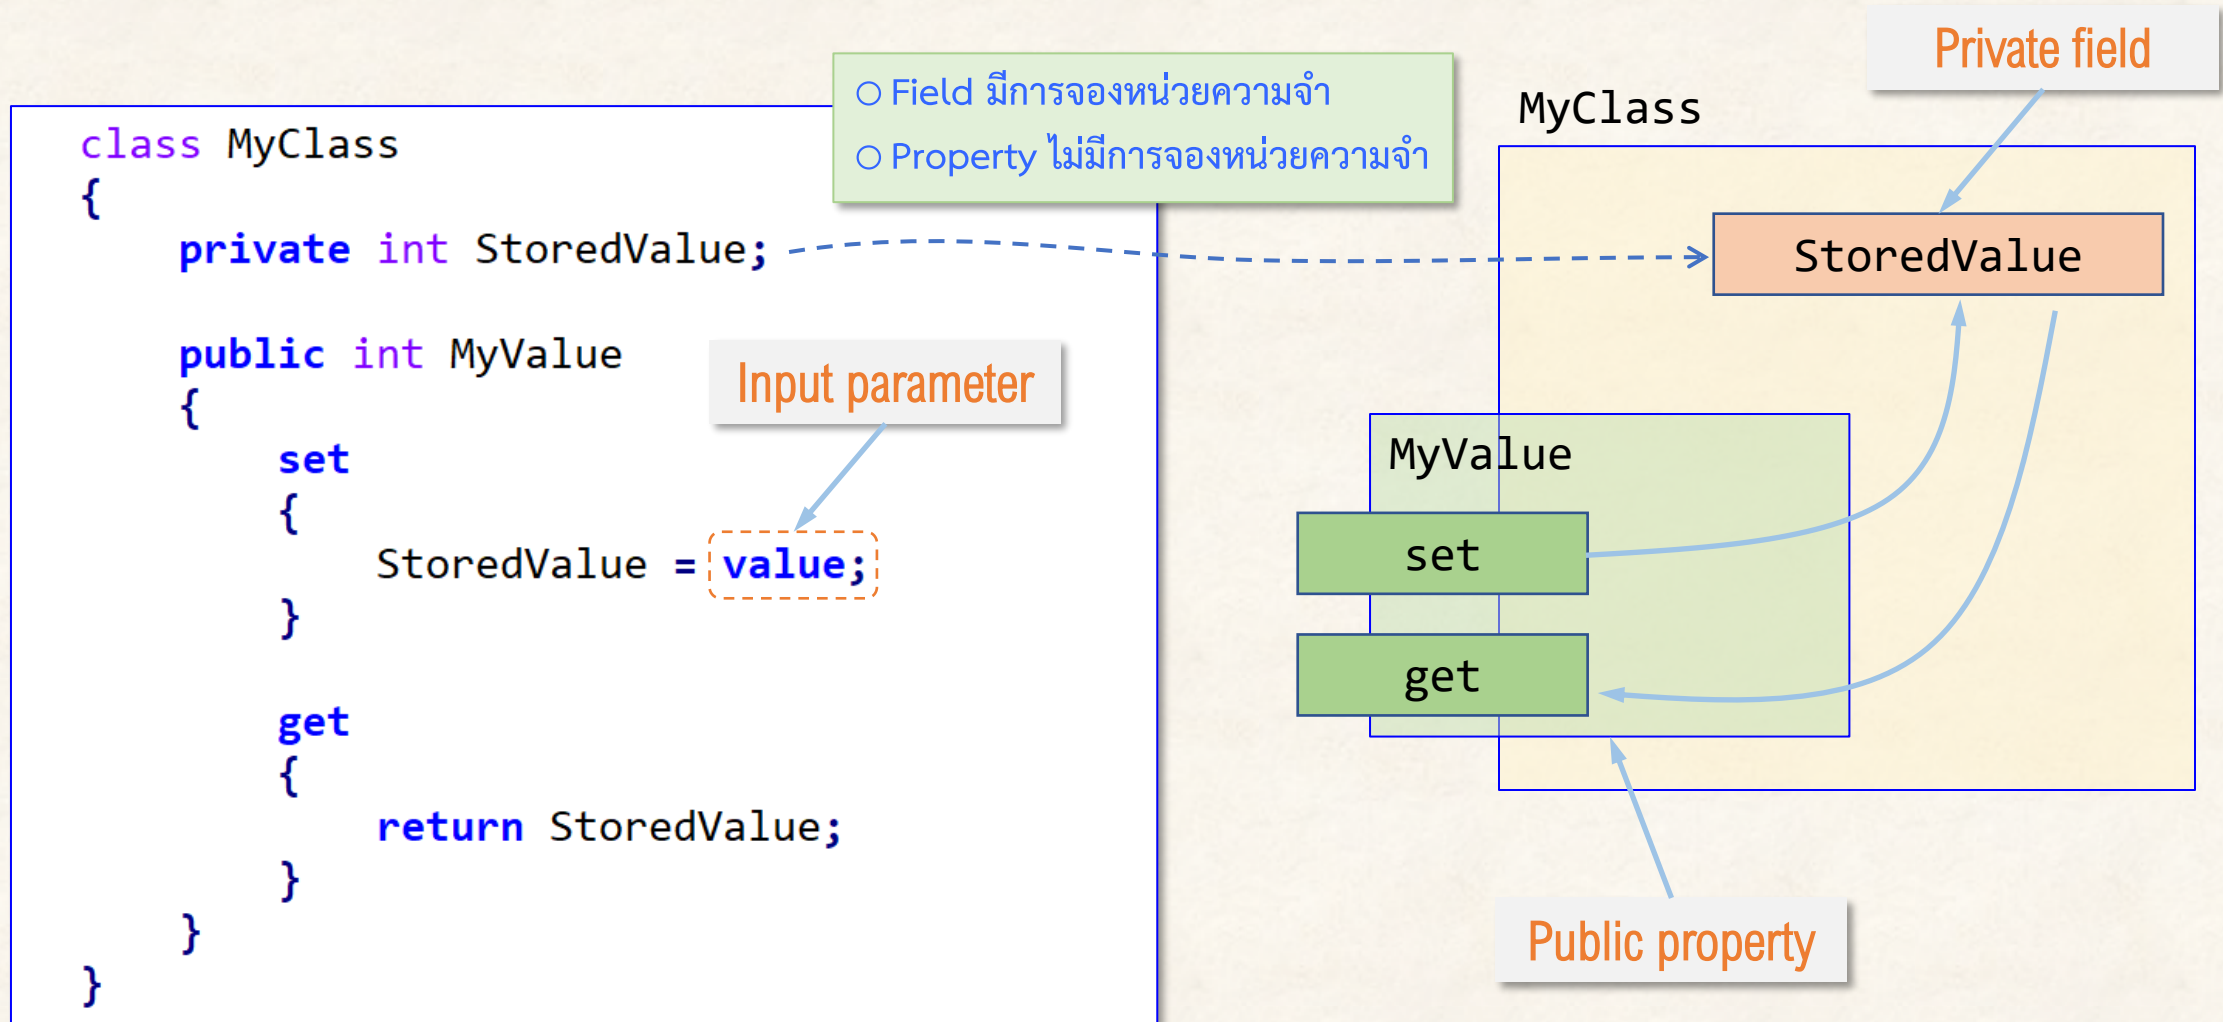 ○ Field มีการจองหน่วยความจำ
○ Property ไม่มีการจองหน่วยความจำ
class MyClass
{
private int StoredValue;
public int MyValue
{
set
{
StoredValue = value;
}
get
{
return StoredValue;
}
}
}
Input parameter
Private field
MyClass
StoredValue
MyValue
set
get
Public property